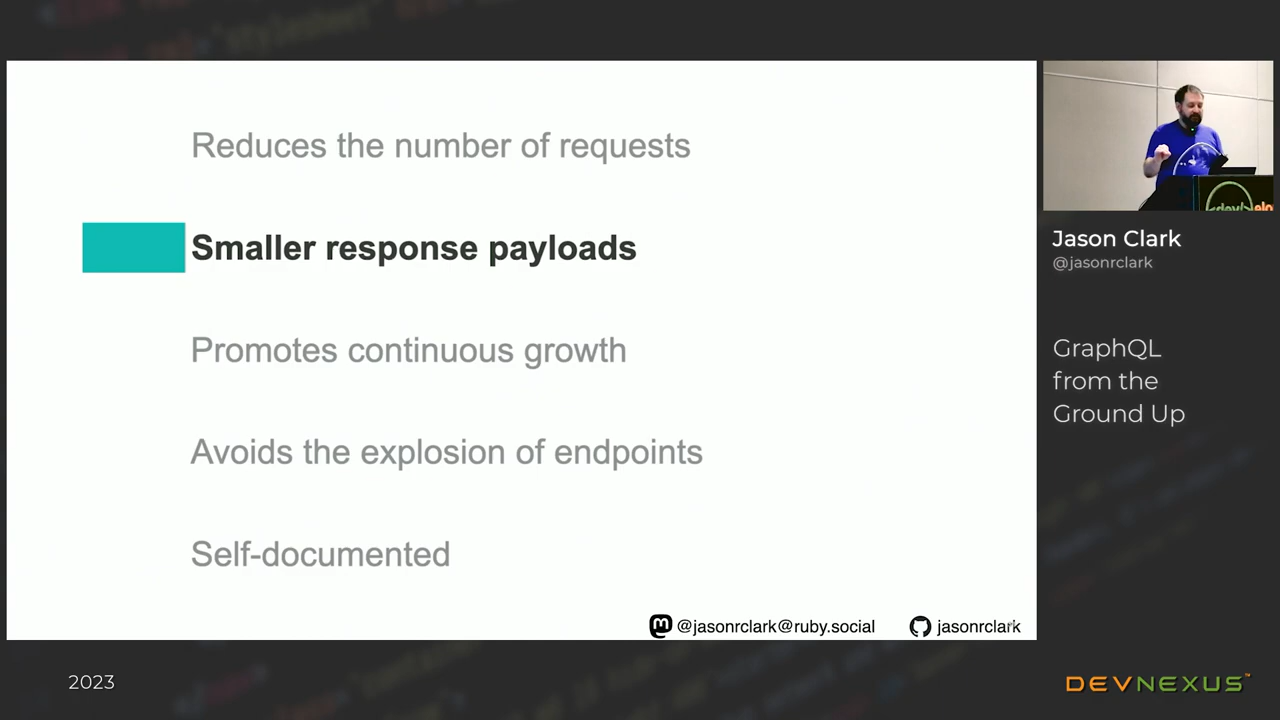 Reduces the number of requests
Smaller response payloads
Promotes continuous growth
Avoids the explosion of endpoints
Self-documented
@jasonrclark@ruby.social
jasonrclark
Jason Clark
@jasonrclark
GraphQL
from the
Ground Up
2023
DEVNEXUS™